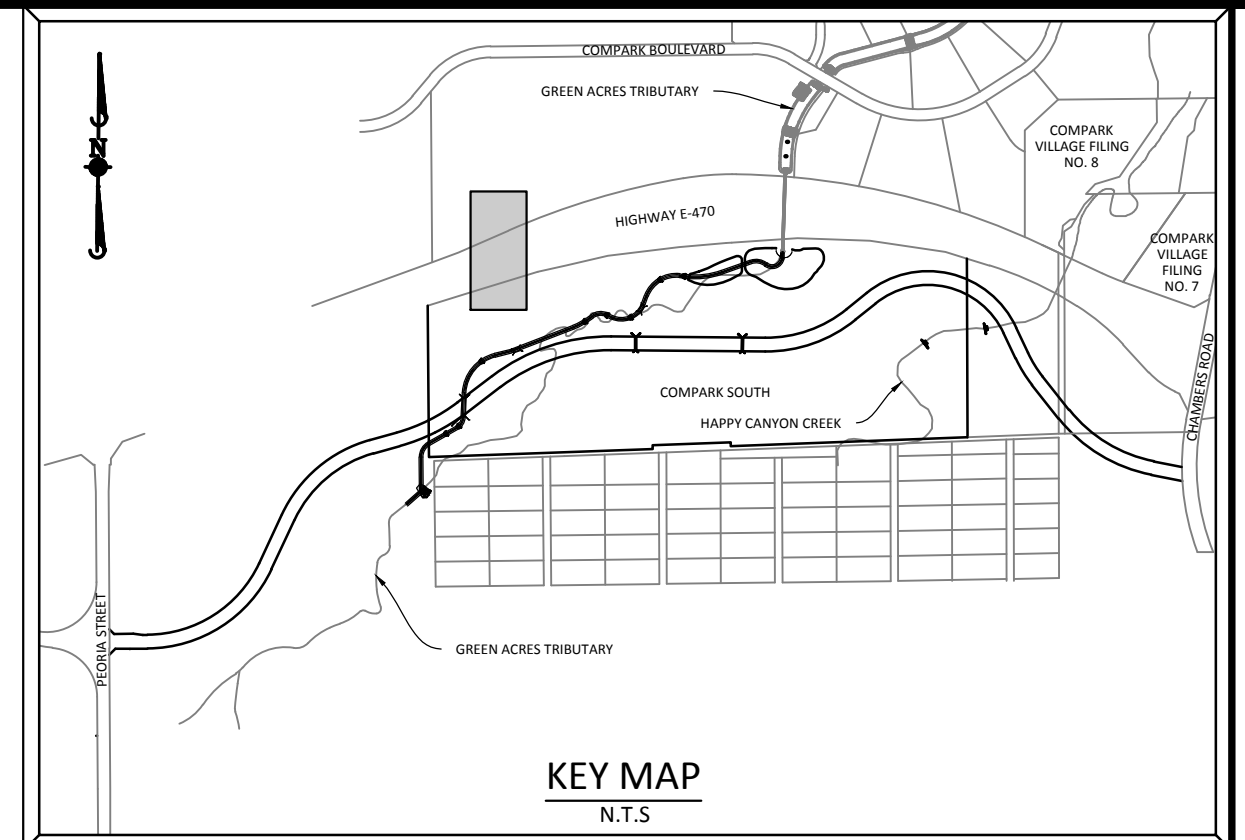 COMPARK BOULEVARD
GREEN ACRES TRIBUTARY
COMPARK
VILLAGE FILING
NO. 8
N
HIGHWAY E-470
COMPARK
VILLAGE
FILING
NO. 7
CHAMBERS ROAD
COMPARK SOUTH
HAPPY CANYON CREEK
PEORIA STREET
GREEN ACRES TRIBUTARY
KEY MAP
N.T.S